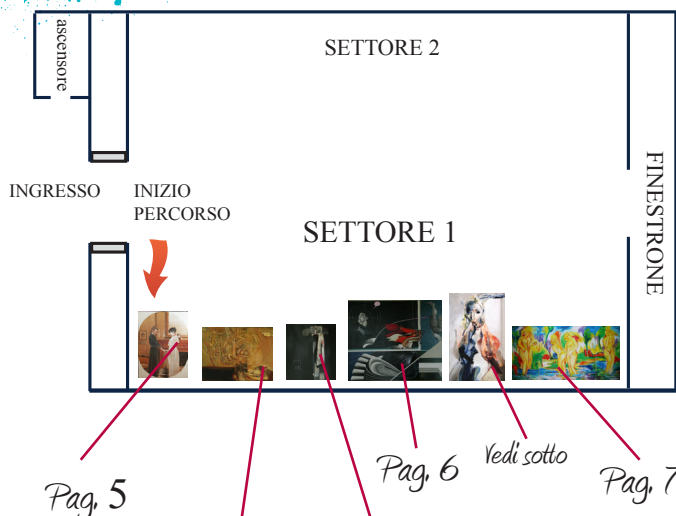 ascensore
SETTORE 2
INGRESSO
INIZIO
PERCORSO
SETTORE 1
FINESTRONE
Pag. 5
Pag. 6
Vedi sotto
Pag. 7